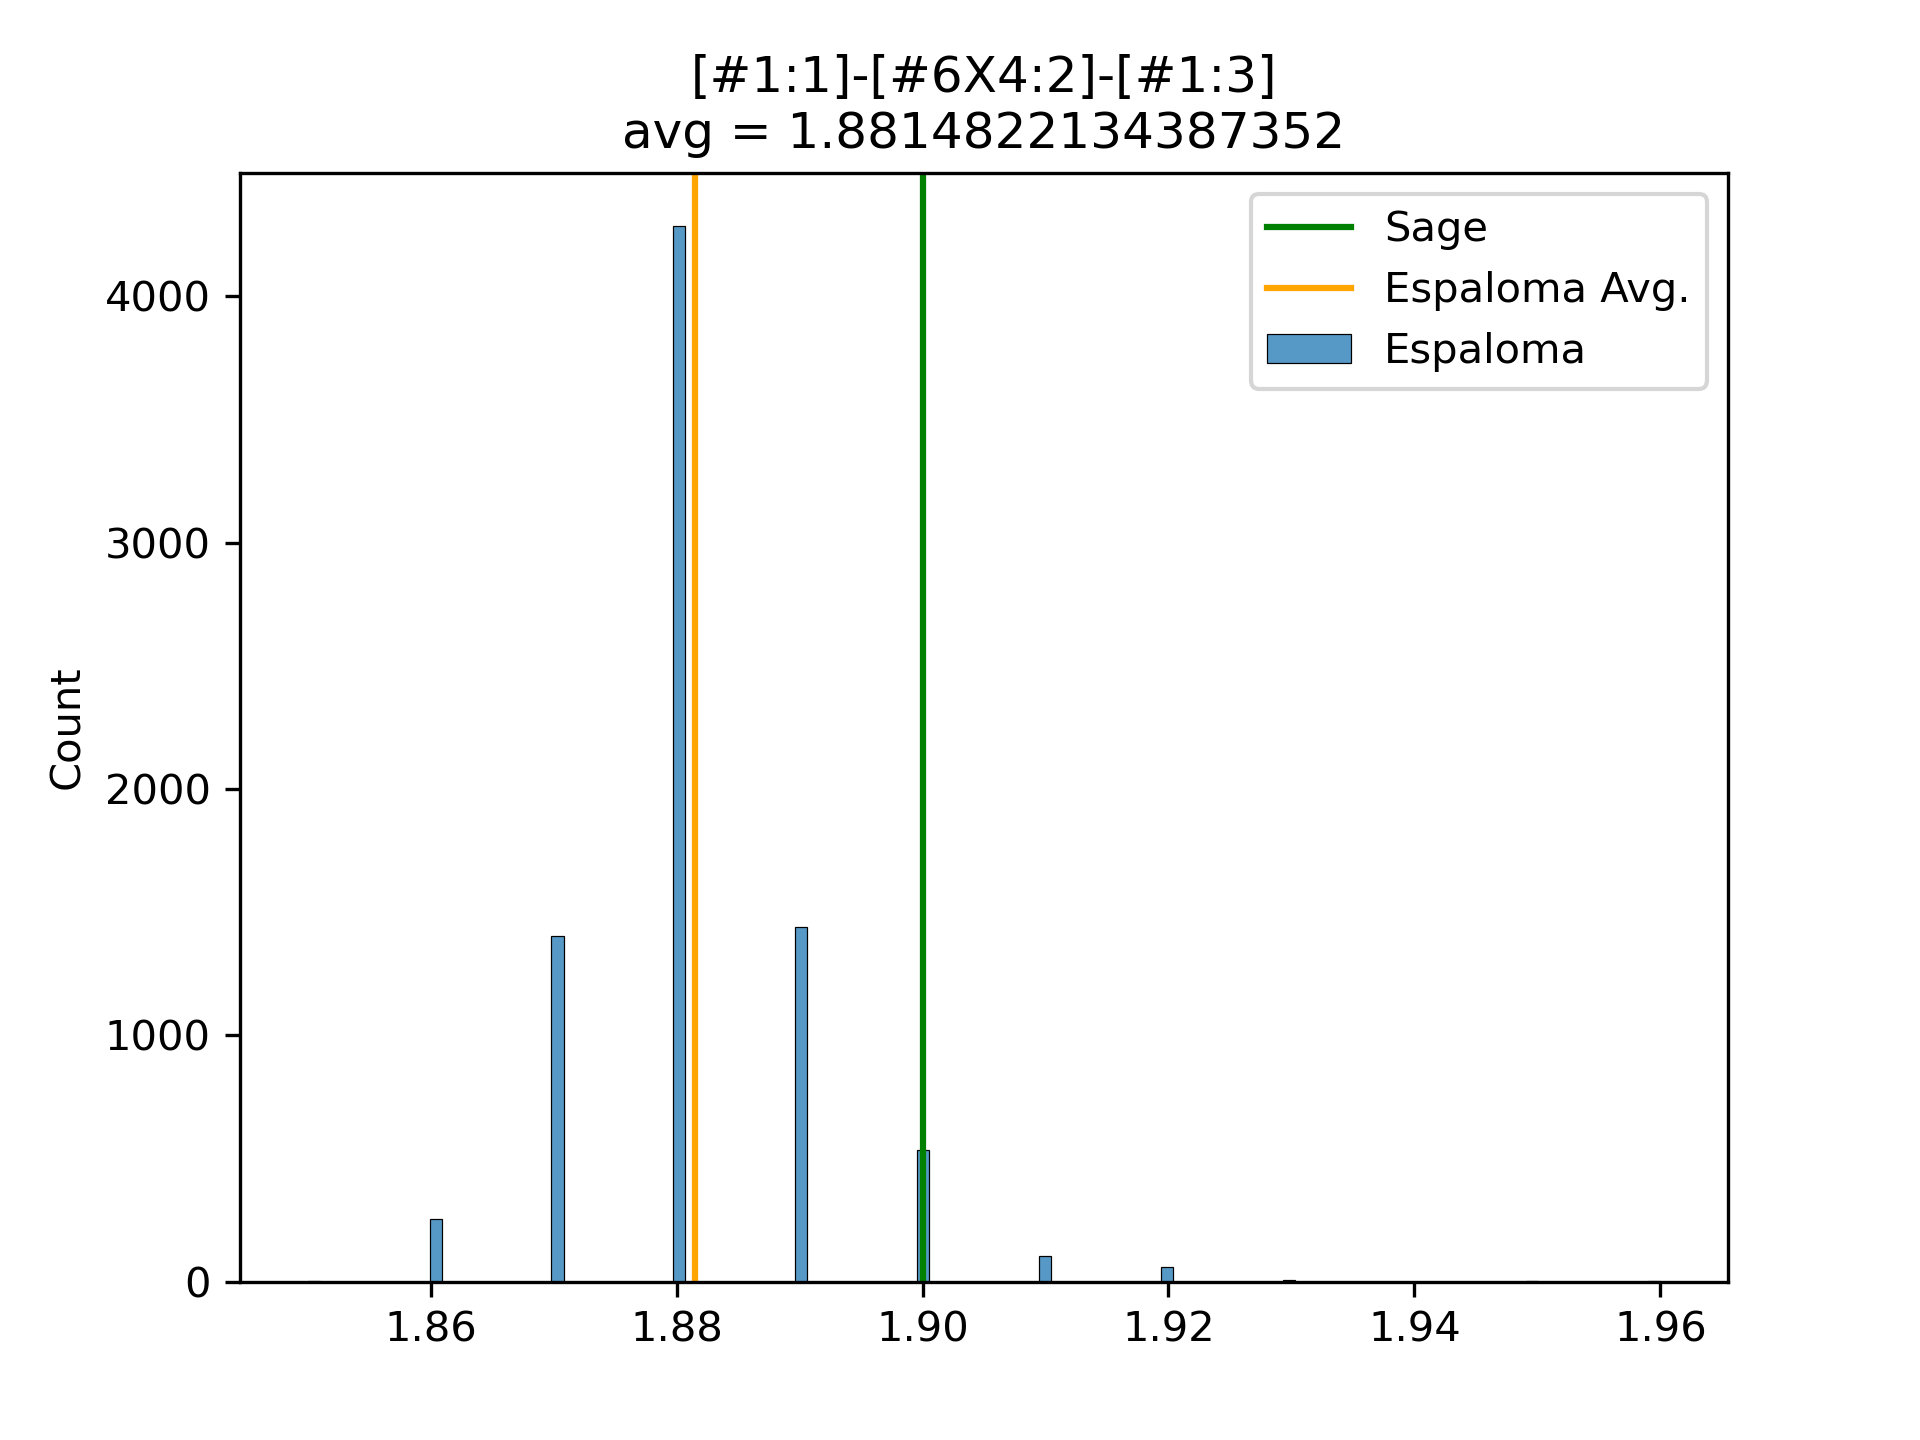 [#1:1]-[#6X4:2]-[#1:3]
avg = 1.8814822134387352
Sage
Espaloma Avg.
Espaloma
Count
4000
3000
2000
1000
0
1.86 1.88 1.90 1.92 1.94 1.96